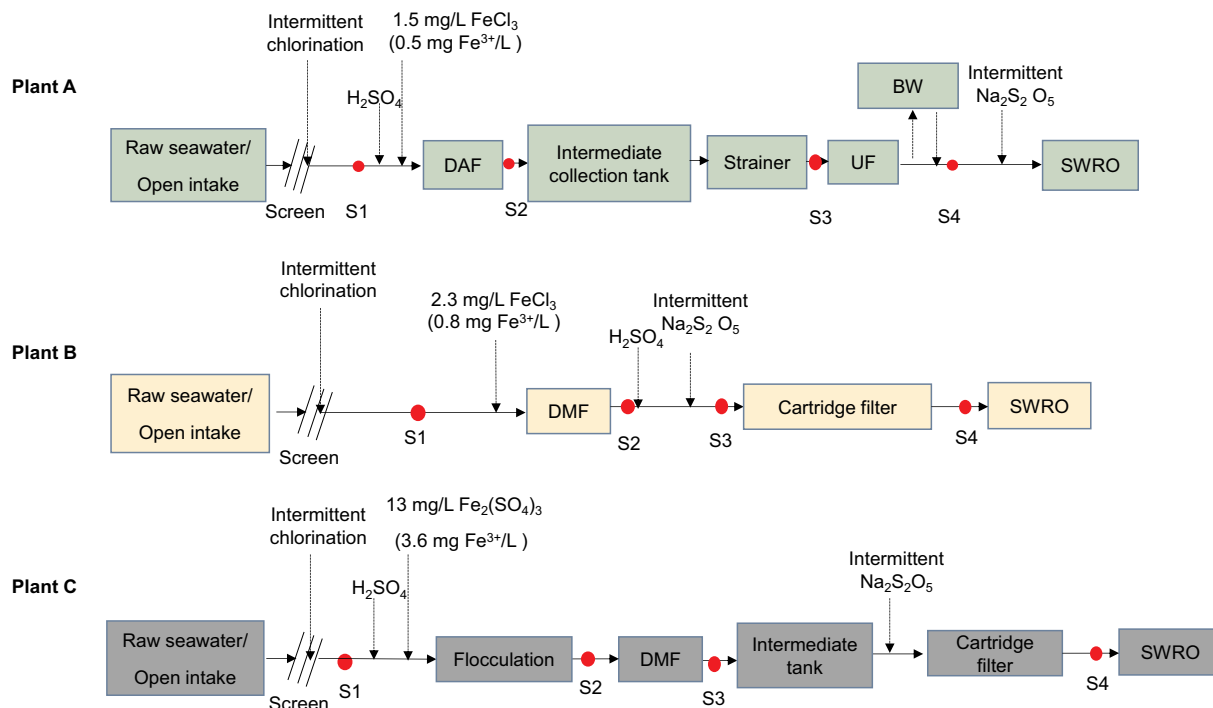 Intermittent
chlorination
1.5 mg/L FeCl₃
(0.5 mg Fe³⁺/L )
Plant A
H₂SO₄
BW
Intermittent
Na₂S₂ O₅
Raw seawater/
Open intake
Screen
S1
DAF
S2
Intermediate
collection tank
Strainer
S3
UF
S4
SWRO
Intermittent
chlorination
2.3 mg/L FeCl₃
(0.8 mg Fe³⁺/L )
Plant B
H₂SO₄
Intermittent
Na₂S₂ O₅
Raw seawater/
Open intake
Screen
S1
DMF
S2
S3
Cartridge filter
S4
SWRO
Intermittent
chlorination
13 mg/L Fe₂(SO₄)₃
(3.6 mg Fe³⁺/L )
Plant C
H₂SO₄
Intermittent
Na₂S₂O₅
Raw seawater/
Open intake
Screen
S1
Flocculation
S2
DMF
S3
Intermediate
tank
Cartridge
filter
S4
SWRO